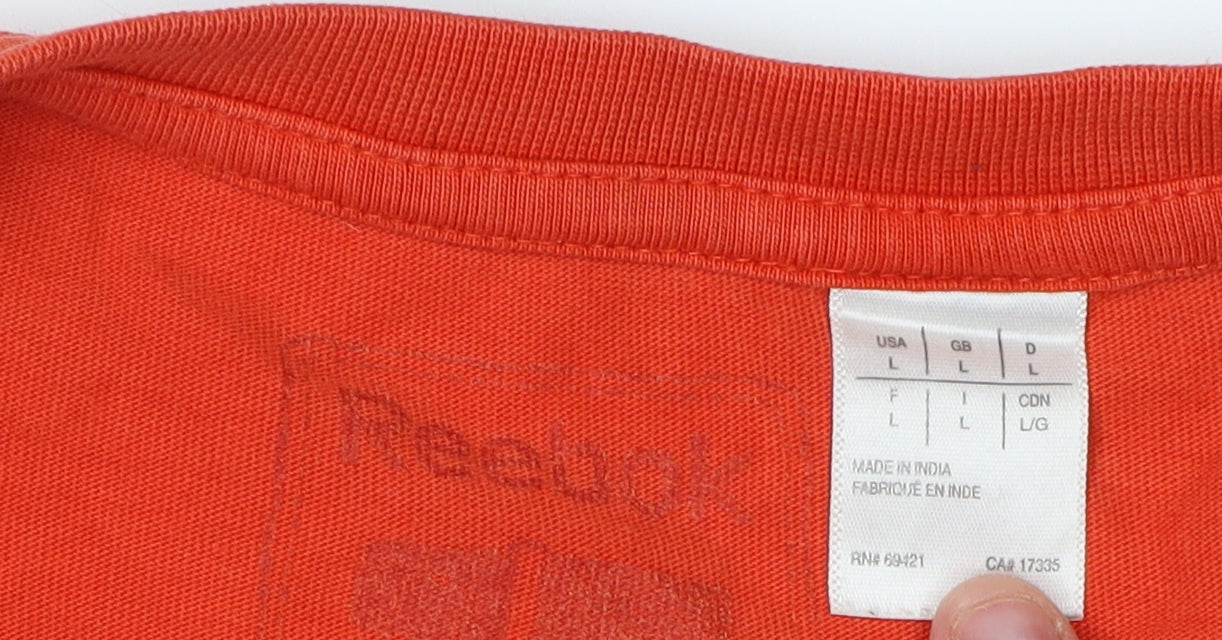 Reebok
USA GB D
L L L
F I CDN
L L L/G
MADE IN INDIA
FABRIQUÉ EN INDE
RN# 69421 CA# 17335